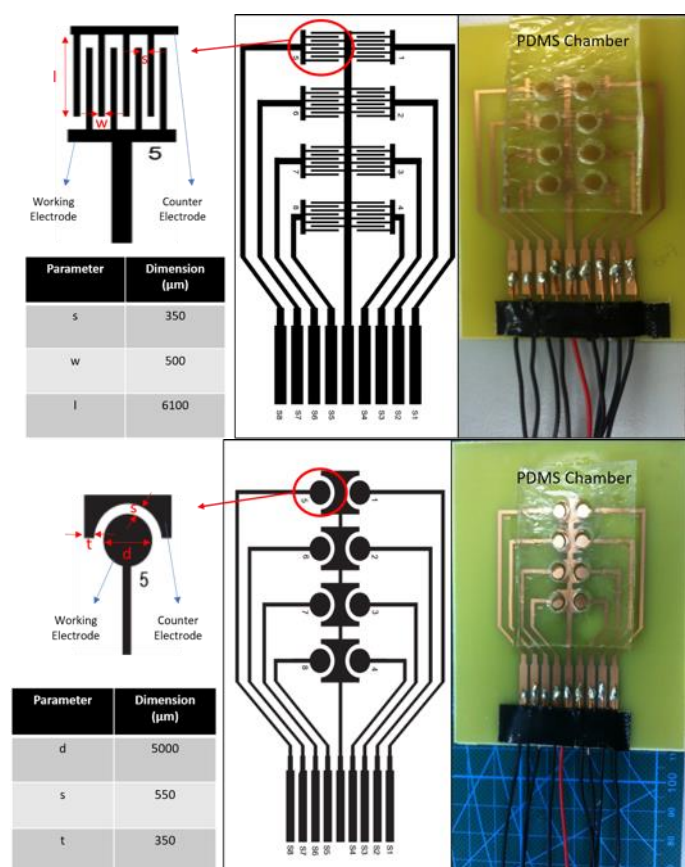 l
s
w
5
Working
Electrode
Counter
Electrode
Parameter
Dimension
(µm)
s
350
w
500
l
6100
5
1
6
2
7
3
8
4
S8
S7
S6
S5
S4
S3
S2
S1
PDMS Chamber
s
t
d
5
Working
Electrode
Counter
Electrode
Parameter
Dimension
(µm)
d
5000
s
550
t
350
5
1
6
2
7
3
8
4
S8
S7
S6
S5
S4
S3
S2
S1
PDMS Chamber
100